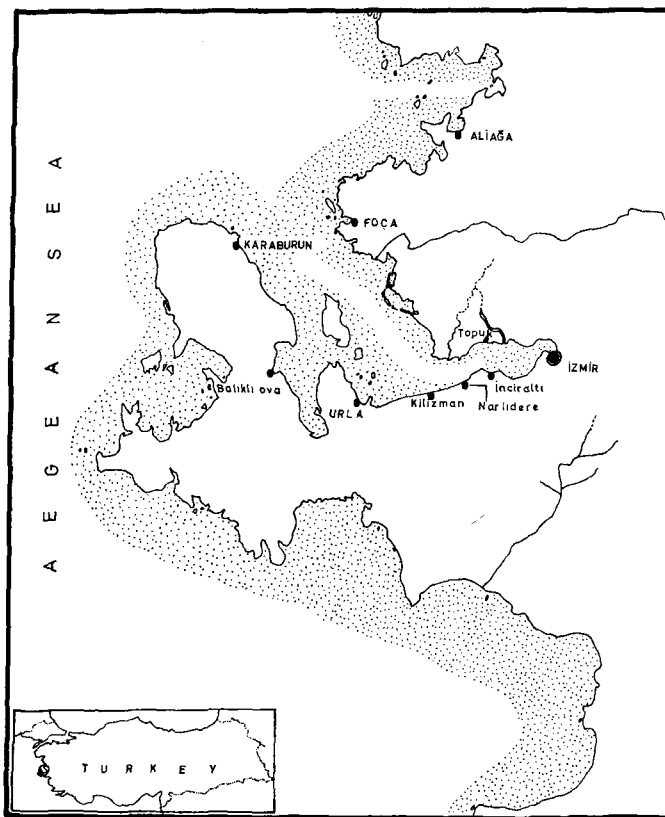 ALİAĞA
FOÇA
KARABURUN
AEGEAN SEA
Topuk
İZMİR
Balıklı ova
İnciraltı
URLA
Kilizman
Narlıdere
TURKEY